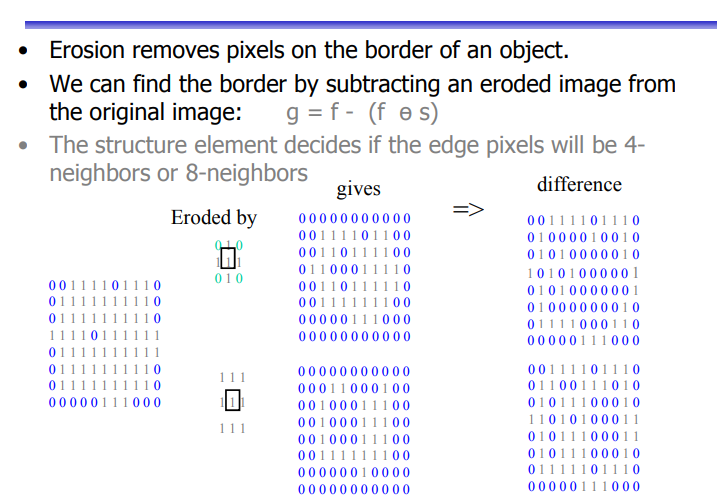 • Erosion removes pixels on the border of an object.
• We can find the border by subtracting an eroded image from
the original image: g = f - (f ɵ s)
• The structure element decides if the edge pixels will be 4-
neighbors or 8-neighbors
Eroded by
gives
=>
difference
0 0 1 1 1 1 0 1 1 1 0
0 1 1 1 1 1 1 1 1 1 0
0 1 1 1 1 1 1 1 1 1 0
1 1 1 1 0 1 1 1 1 1 1
0 1 1 1 1 1 1 1 1 1 1
0 1 1 1 1 1 1 1 1 1 0
0 1 1 1 1 1 1 1 1 1 0
0 0 0 0 0 1 1 1 0 0 0
0 1 0
1 1 1
0 1 0
0 0 0 0 0 0 0 0 0 0 0
0 0 1 1 1 1 0 1 1 0 0
0 0 1 1 0 1 1 1 1 0 0
0 1 1 0 0 0 1 1 1 1 0
0 0 1 1 0 1 1 1 1 1 0
0 0 1 1 1 1 1 1 1 0 0
0 0 0 0 0 1 1 1 0 0 0
0 0 0 0 0 0 0 0 0 0 0
0 0 1 1 1 1 0 1 1 1 0
0 1 0 0 0 0 1 0 0 1 0
0 1 0 1 0 0 0 0 0 1 0
1 0 1 0 1 0 0 0 0 0 1
0 1 0 1 0 0 0 0 0 0 1
0 1 0 0 0 0 0 0 0 1 0
0 1 1 1 1 0 0 0 1 1 0
0 0 0 0 0 1 1 1 0 0 0
1 1 1
1 1 1
1 1 1
0 0 0 0 0 0 0 0 0 0 0
0 0 0 1 1 0 0 0 1 0 0
0 0 1 0 0 0 1 1 1 0 0
0 0 1 0 0 0 1 1 1 0 0
0 0 1 0 0 0 1 1 1 0 0
0 0 1 1 1 1 1 1 1 0 0
0 0 0 0 0 0 1 0 0 0 0
0 0 0 0 0 0 0 0 0 0 0
0 0 1 1 1 1 0 1 1 1 0
0 1 1 0 0 1 1 1 0 1 0
0 1 0 1 1 1 0 0 0 1 0
1 1 0 1 0 1 0 0 0 1 1
0 1 0 1 1 1 0 0 0 1 1
0 1 0 1 1 1 0 0 0 1 0
0 1 1 1 1 1 0 1 1 1 0
0 0 0 0 0 1 1 1 0 0 0